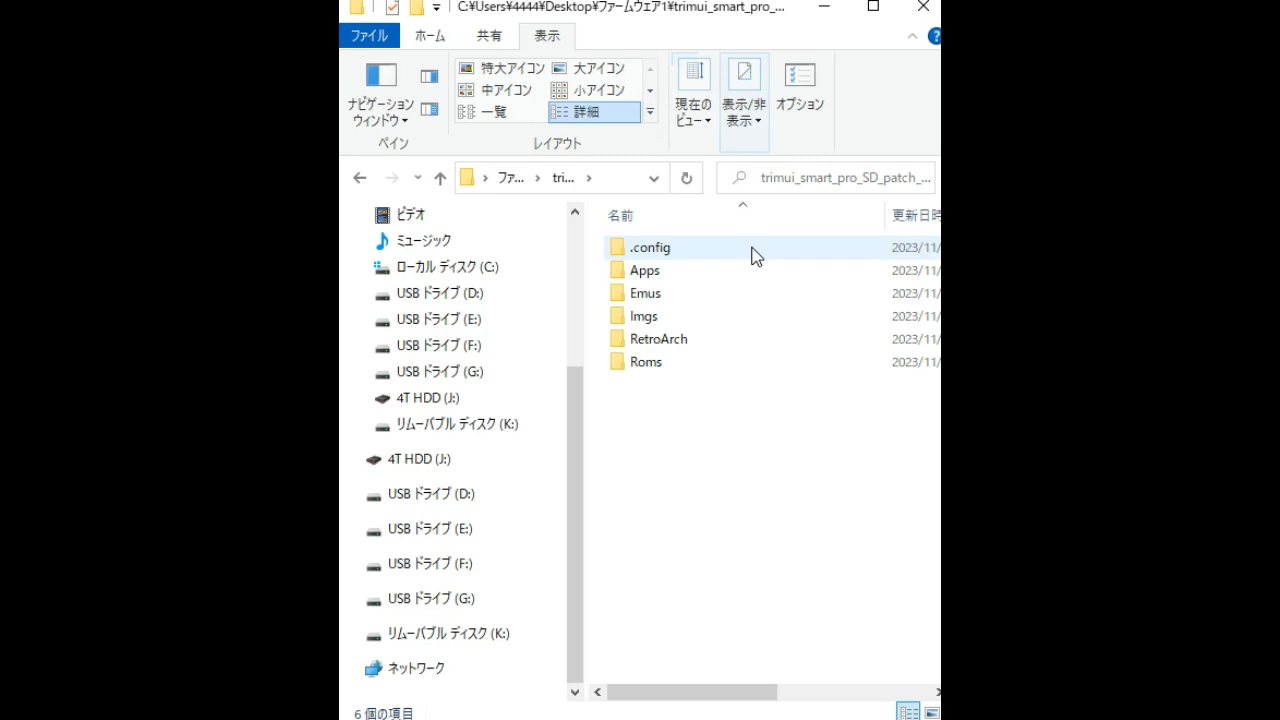 C:¥Users¥4444¥Desktop¥ファームウェア1¥trimui_smart_pro_...
ファイル ホーム 共有 表示
特大アイコン 大アイコン
中アイコン 小アイコン
一覧 詳細
ナビゲーション
ウィンドウ
現在の
ビュー
表示/非
表示
オプション
ペイン レイアウト
ファ... tri... trimui_smart_pro_SD_patch_...
ビデオ
ミュージック
ローカル ディスク (C:)
USB ドライブ (D:)
USB ドライブ (E:)
USB ドライブ (F:)
USB ドライブ (G:)
4T HDD (J:)
リムーバブル ディスク (K:)
4T HDD (J:)
USB ドライブ (D:)
USB ドライブ (E:)
USB ドライブ (F:)
USB ドライブ (G:)
リムーバブル ディスク (K:)
ネットワーク
名前 更新日時
.config 2023/11/
Apps 2023/11/
Emus 2023/11/
Imgs 2023/11/
RetroArch 2023/11/
Roms 2023/11/
6 個の項目